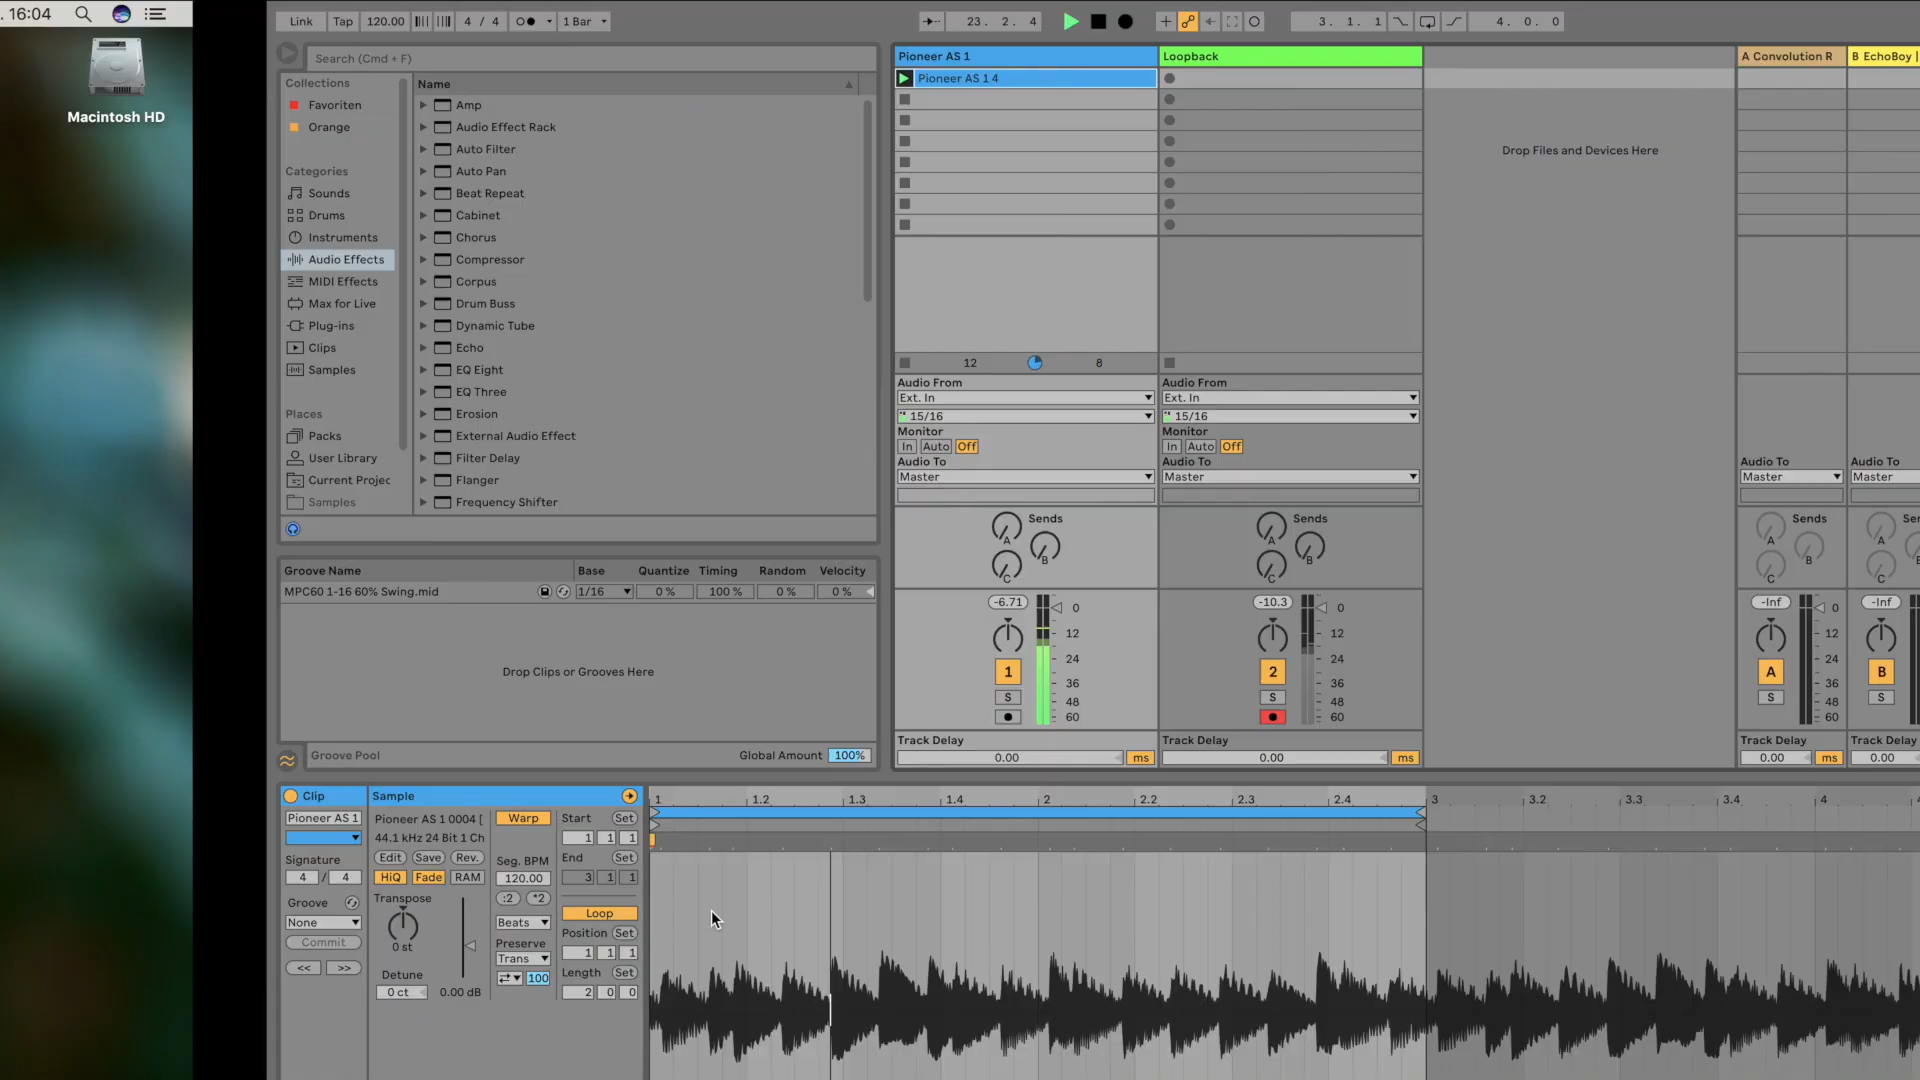 . 16:04
Macintosh HD
Link Tap 120.00 4 / 4 1 Bar
23. 2. 4
3. 1. 1
4. 0. 0
Search (Cmd + F)
Collections
Favoriten
Orange
Categories
Sounds
Drums
Instruments
Audio Effects
MIDI Effects
Max for Live
Plug-ins
Clips
Samples
Places
Packs
User Library
Current Projec
Samples
Name
Amp
Audio Effect Rack
Auto Filter
Auto Pan
Beat Repeat
Cabinet
Chorus
Compressor
Corpus
Drum Buss
Dynamic Tube
Echo
EQ Eight
EQ Three
Erosion
External Audio Effect
Filter Delay
Flanger
Frequency Shifter
Groove Name Base Quantize Timing Random Velocity
MPC60 1-16 60% Swing.mid 1/16 0 % 100 % 0 % 0 %
Drop Clips or Grooves Here
Groove Pool Global Amount 100%
Pioneer AS 1
Pioneer AS 1 4
12 8
Audio From
Ext. In
15/16
Monitor
In Auto Off
Audio To
Master
Sends
A
B
C
-6.71
0
12
24
36
48
60
1
S
Track Delay
0.00 ms
Loopback
Audio From
Ext. In
15/16
Monitor
In Auto Off
Audio To
Master
Sends
A
B
C
-10.3
0
12
24
36
48
60
2
S
Track Delay
0.00 ms
Drop Files and Devices Here
A Convolution R
Audio To
Master
Sends
A
B
C
-Inf
0
12
24
36
48
60
A
S
Track Delay
0.00 ms
B EchoBoy |
Audio To
Master
Ser
A
B
C
-Inf
B
S
Track Delay
0.00
Clip
Pioneer AS 1
Signature
4 / 4
Groove
None
Commit
<< >>
Sample
Pioneer AS 1 0004 [
44.1 kHz 24 Bit 1 Ch
Edit Save Rev.
HiQ Fade RAM
Transpose
0 st
Detune
0 ct 0.00 dB
Warp
Seg. BPM
120.00
:2 *2
Beats
Preserve
Trans
100
Start Set
1 1 1
End Set
3 1 1
Loop
Position Set
1 1 1
Length Set
2 0 0
1 1.2 1.3 1.4 2 2.2 2.3 2.4 3 3.2 3.3 3.4 4